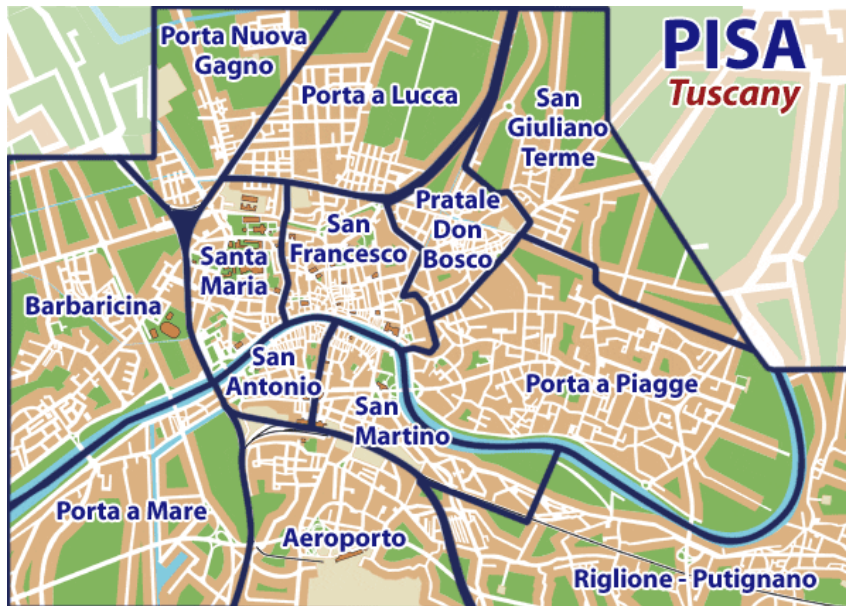 PISA
Tuscany
Porta Nuova
Gagno
Porta a Lucca
San
Giuliano
Terme
Pratale
Don
Bosco
San
Francesco
Santa
Maria
Barbaricina
San
Antonio
Porta a Piagge
San
Martino
Porta a Mare
Aeroporto
Riglione - Putignano